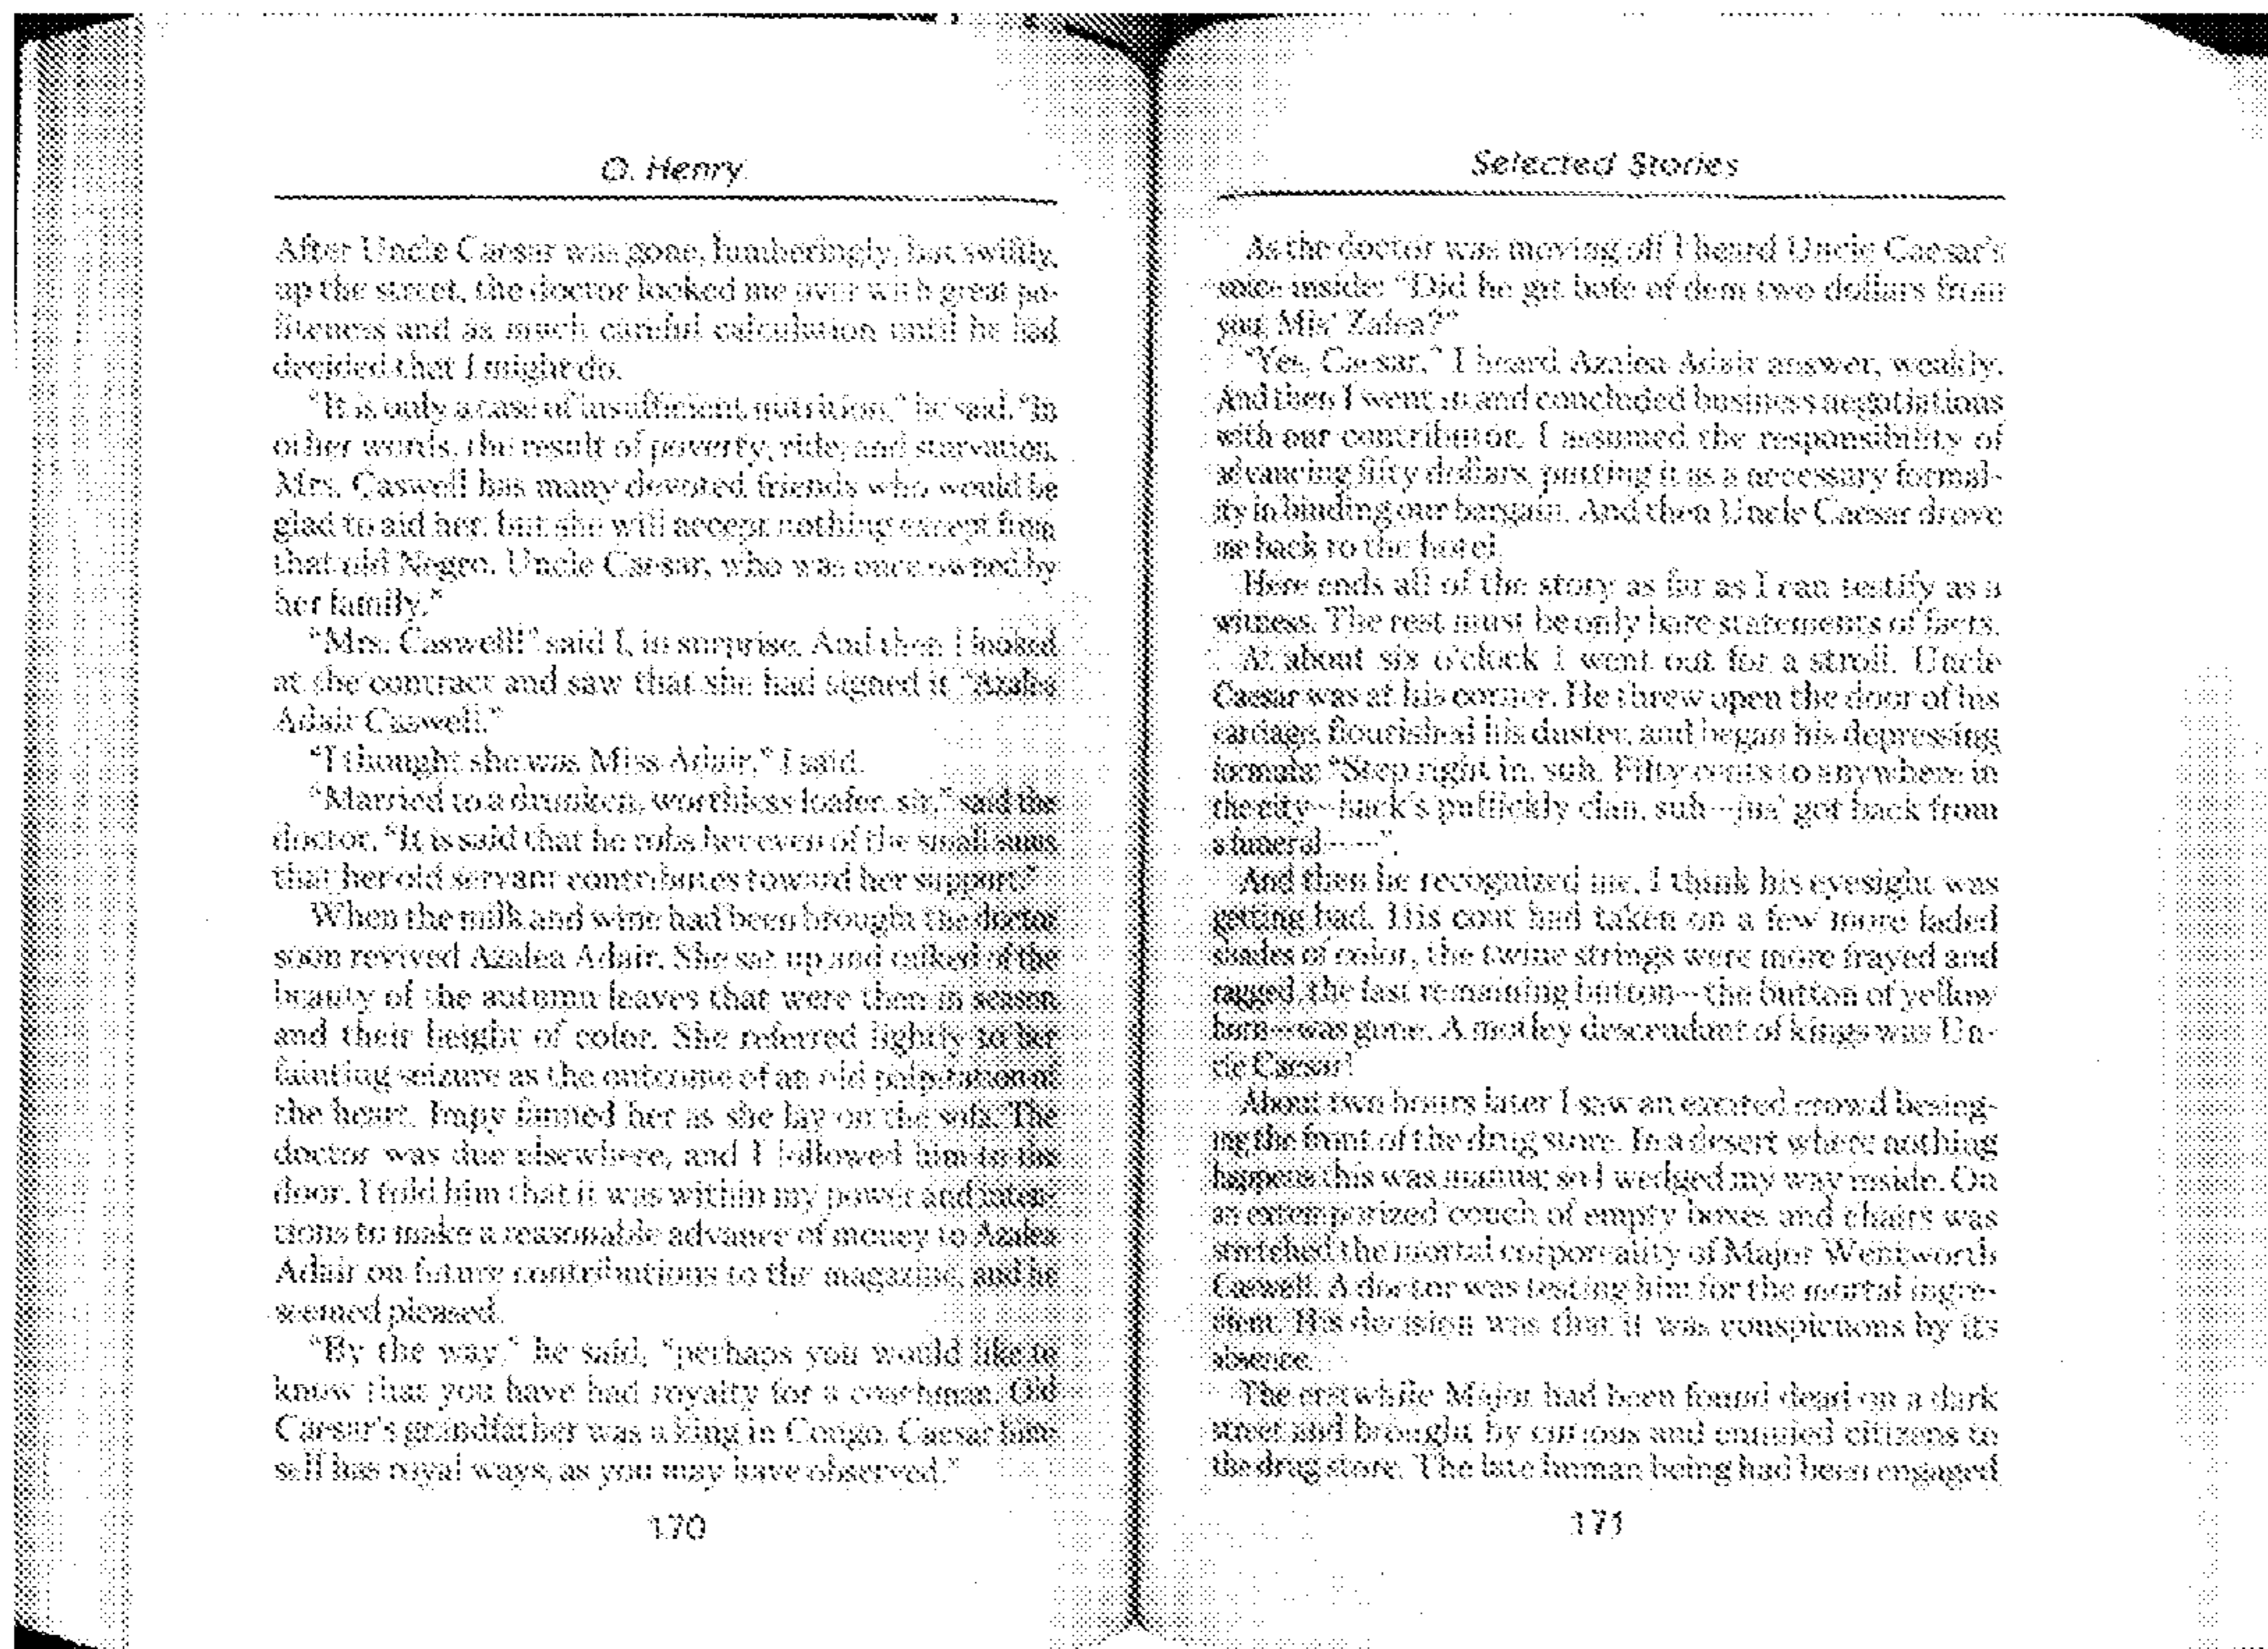 O. Henry
After Uncle Caesar was gone, lumberingly, but swiftly,
up the street, the doctor looked me over with great po-
liteness and as much careful calculation until he had
decided that I might do.
"It is only a case of insufficient nutrition," he said. "In
other words, the result of poverty, ride, and starvation.
Mrs. Caswell has many devoted friends who would be
glad to aid her, but she will accept nothing except from
that old Negro, Uncle Caesar, who was once owned by
her family."
"Mrs. Caswell!" said I, in surprise. And then I looked
at the contract and saw that she had signed it "Azalea
Adair Caswell."
"I thought she was Miss Adair," I said.
"Married to a drunken, worthless loafer, sir," said the
doctor. "It is said that he robs her even of the small sums
that her old servant contributes toward her support."
When the milk and wine had been brought the doctor
soon revived Azalea Adair. She sat up and talked of the
beauty of the autumn leaves that were then in season
and their height of color. She referred lightly to her
fainting seizure as the outcome of an old palpitation of
the heart. Impy fanned her as she lay on the sofa. The
doctor was due elsewhere, and I followed him to the
door. I told him that it was within my power and inten-
tions to make a reasonable advance of money to Azalea
Adair on future contributions to the magazine, and he
seemed pleased.
"By the way," he said, "perhaps you would like to
know that you have had royalty for a coachman. Old
Caesar's grandfather was a king in Congo. Caesar him-
self has royal ways, as you may have observed."
170
Selected Stories
As the doctor was moving off I heard Uncle Caesar's
voice inside: "Did he git bofe of dem two dollars from
you, Mis' Zalea?"
"Yes, Caesar," I heard Azalea Adair answer, weakly.
And then I went in and concluded business negotiations
with our contributor. I assumed the responsibility of
advancing fifty dollars, putting it as a necessary formal-
ity in binding our bargain. And then Uncle Caesar drove
me back to the hotel.
Here ends all of the story as far as I can testify as a
witness. The rest must be only bare statements of facts.
At about six o'clock I went out for a stroll. Uncle
Caesar was at his corner. He threw open the door of his
carriage, flourished his duster, and began his depressing
formula: "Step right in, suh. Fifty cents to anywhere in
the city—hack's puffickly clan, suh—jus' got back from
a funeral——".
And then he recognized me. I think his eyesight was
getting bad. His coat had taken on a few more faded
shades of color, the twine strings were more frayed and
ragged, the last remaining button—the button of yellow
horn—was gone. A motley descendant of kings was Un-
cle Caesar!
About two hours later I saw an excited crowd besieg-
ing the front of the drug store. In a desert where nothing
happens this was manna; so I wedged my way inside. On
an extemporized couch of empty boxes and chairs was
stretched the mortal corporeality of Major Wentworth
Caswell. A doctor was testing him for the mortal ingre-
dient. His decision was that it was conspicuous by its
absence.
The erstwhile Major had been found dead on a dark
street and brought by curious and ennuied citizens to
the drug store. The late human being had been engaged
171